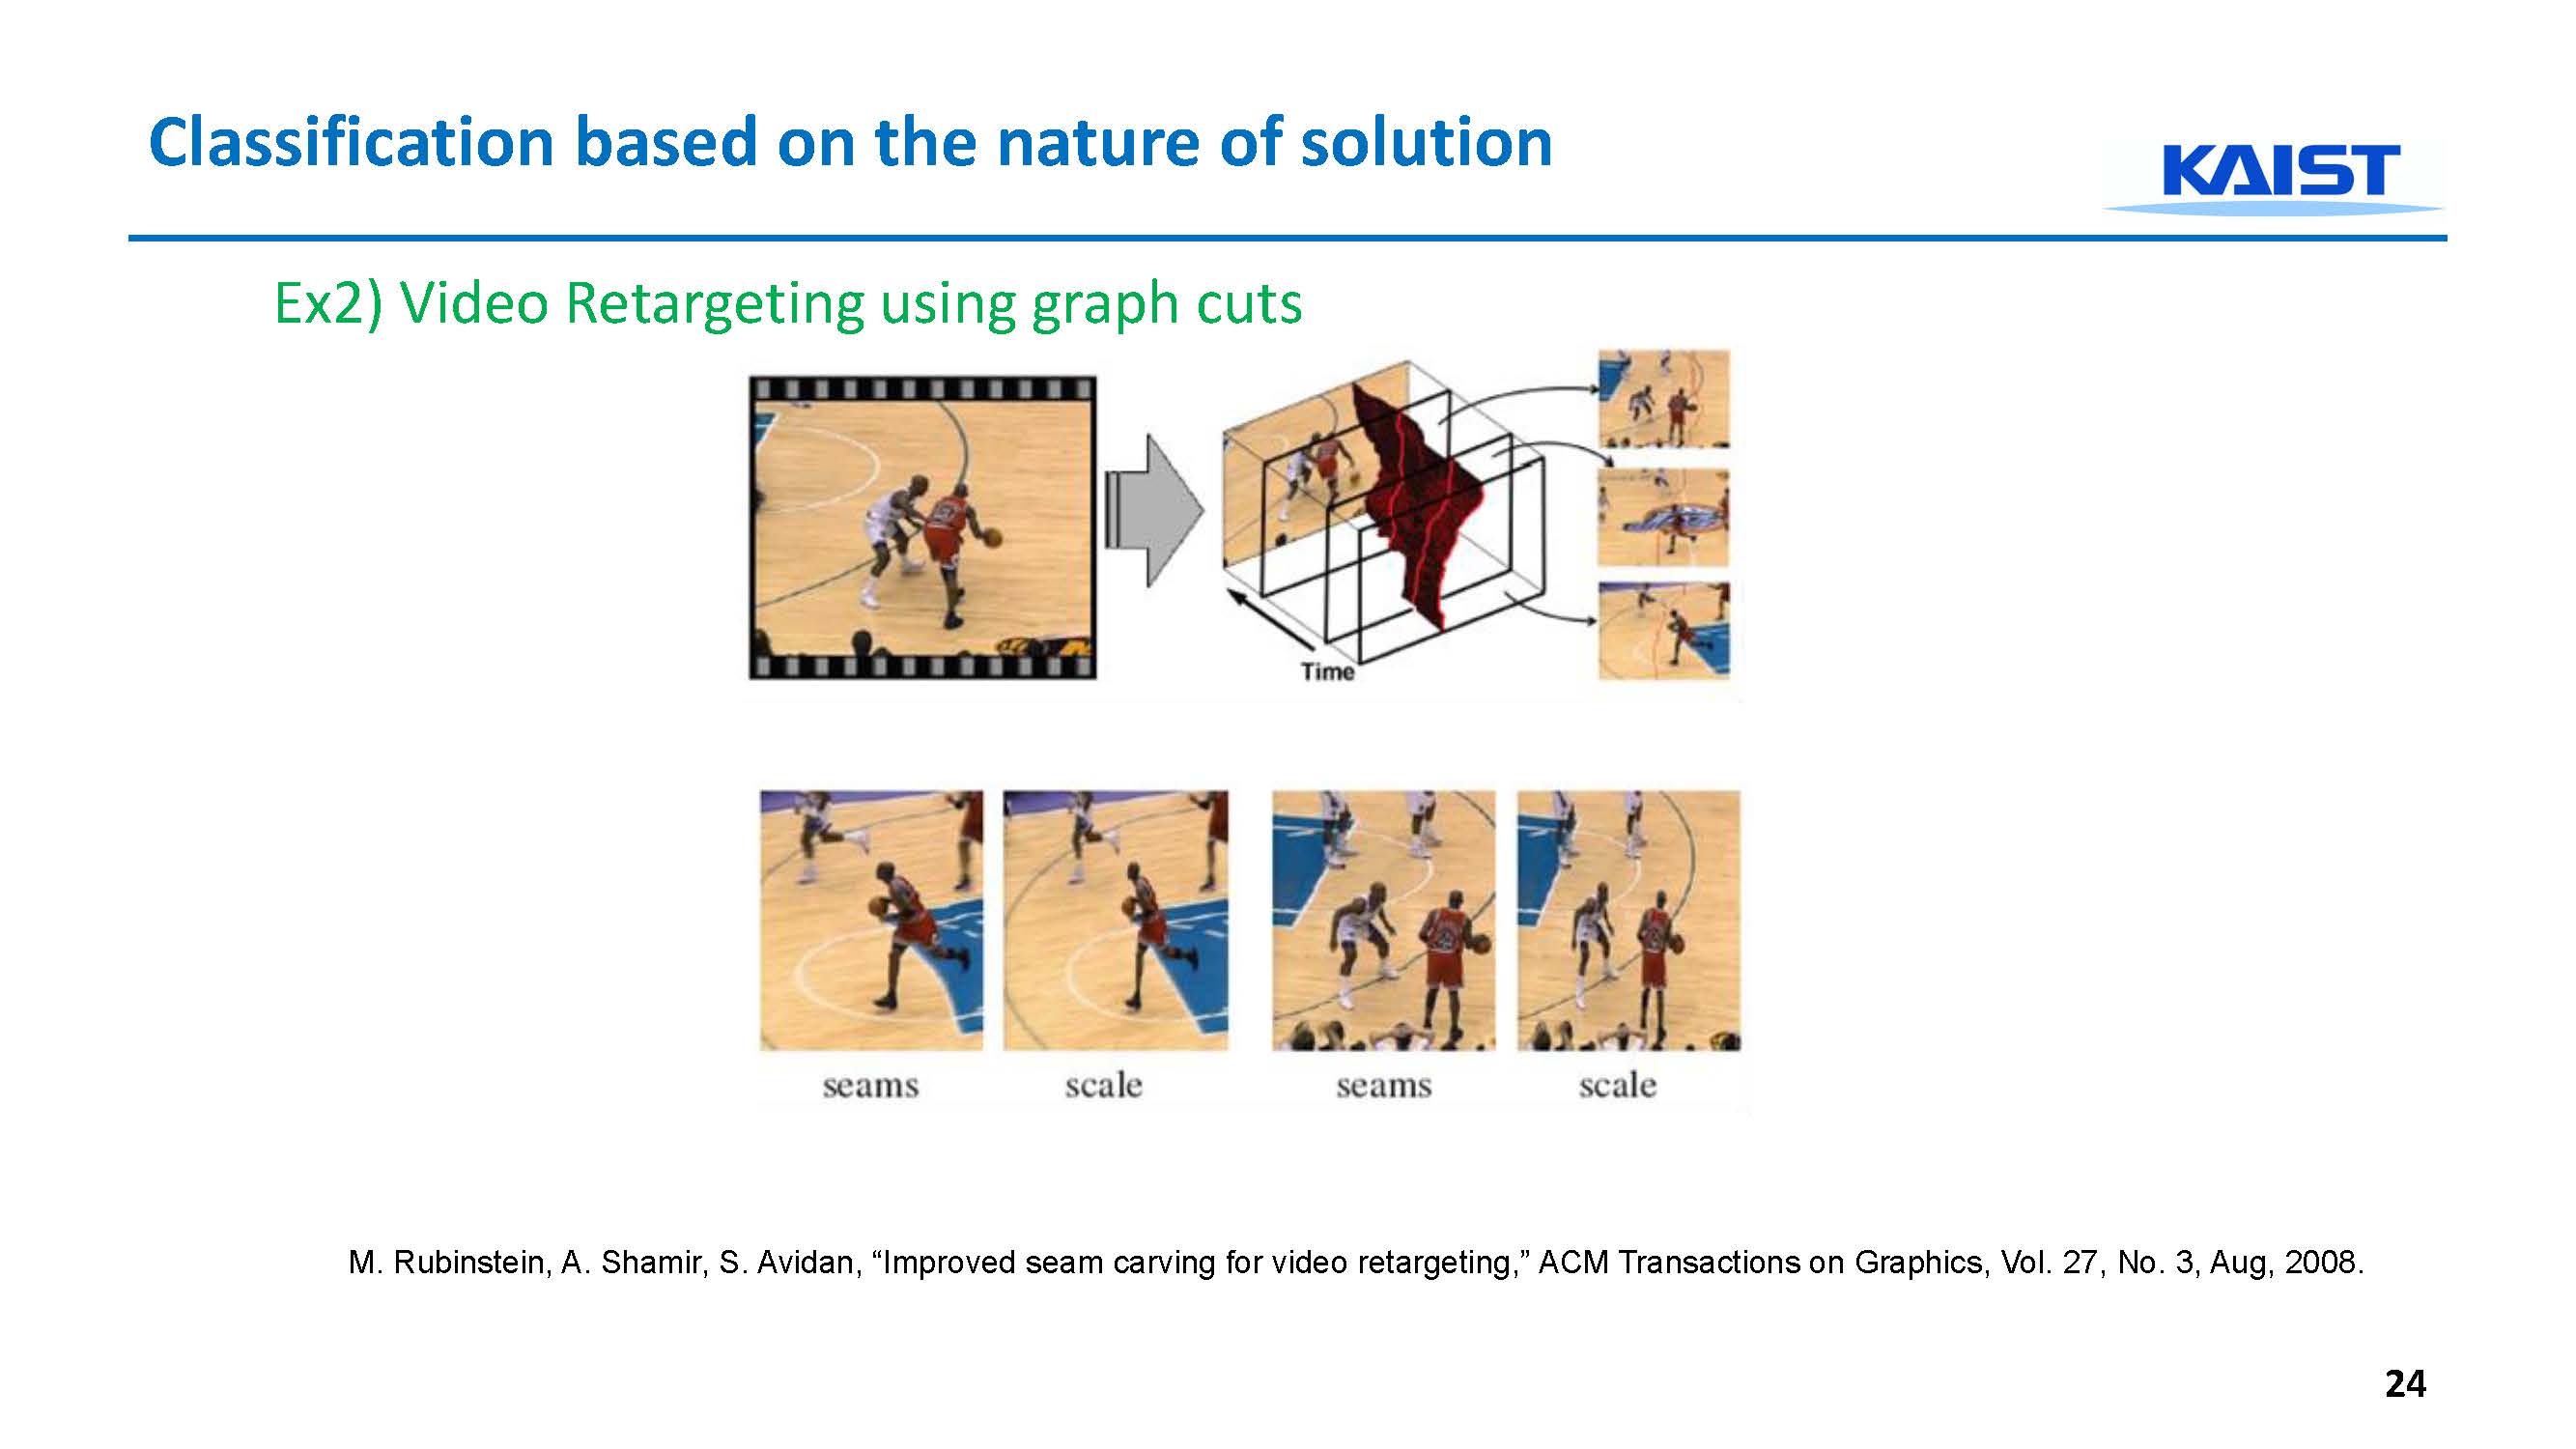 Classification based on the nature of solution
KAIST
Ex2) Video Retargeting using graph cuts
Time
seams scale seams scale
M. Rubinstein, A. Shamir, S. Avidan, “Improved seam carving for video retargeting,” ACM Transactions on Graphics, Vol. 27, No. 3, Aug, 2008.
24